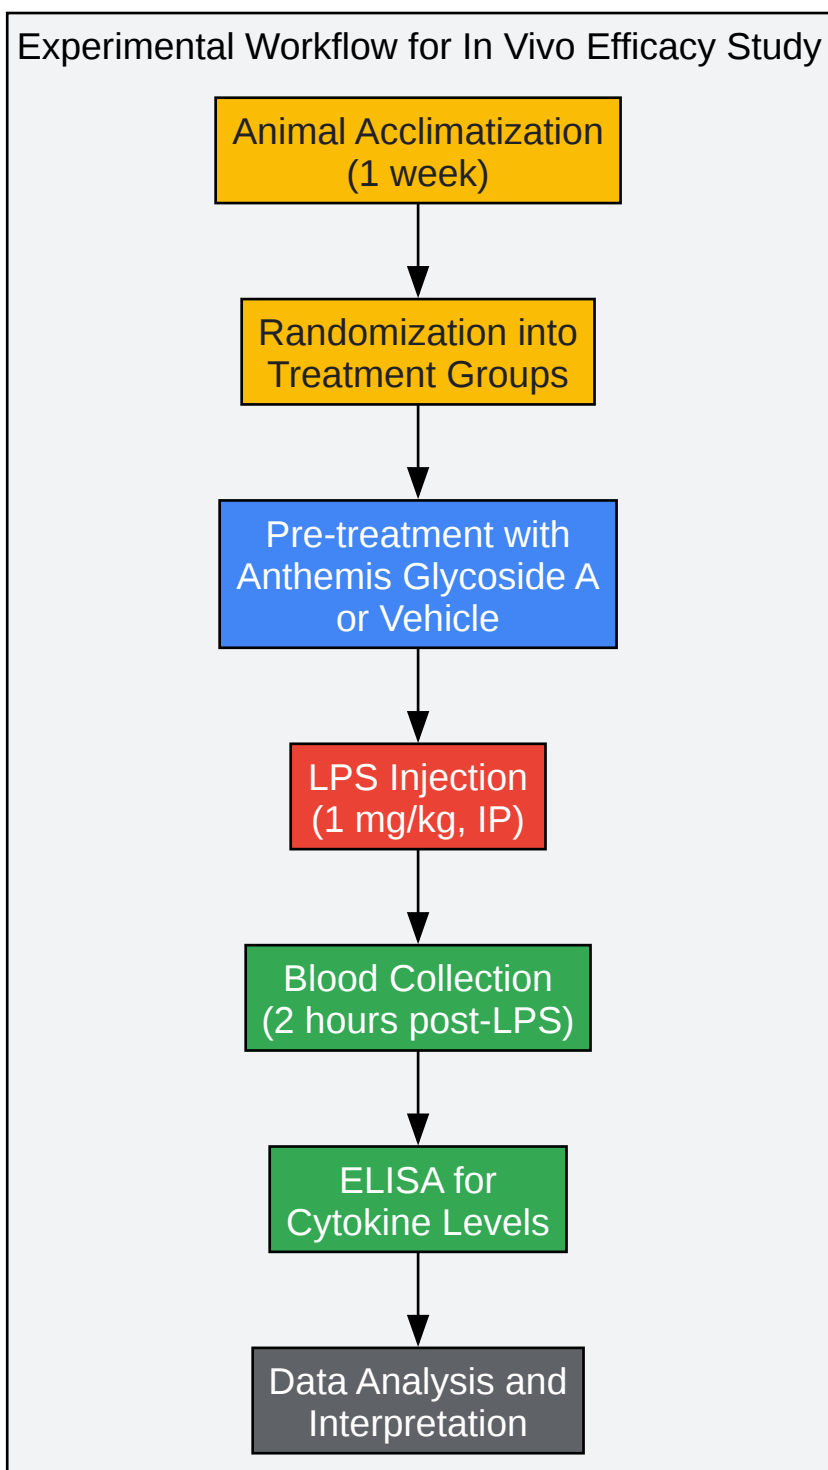 Experimental Workflow for In Vivo Efficacy Study
Animal Acclimatization
(1 week)
Randomization into
Treatment Groups
Pre-treatment with
Anthemis Glycoside A
or Vehicle
LPS Injection
(1 mg/kg, IP)
Blood Collection
(2 hours post-LPS)
ELISA for
Cytokine Levels
Data Analysis and
Interpretation